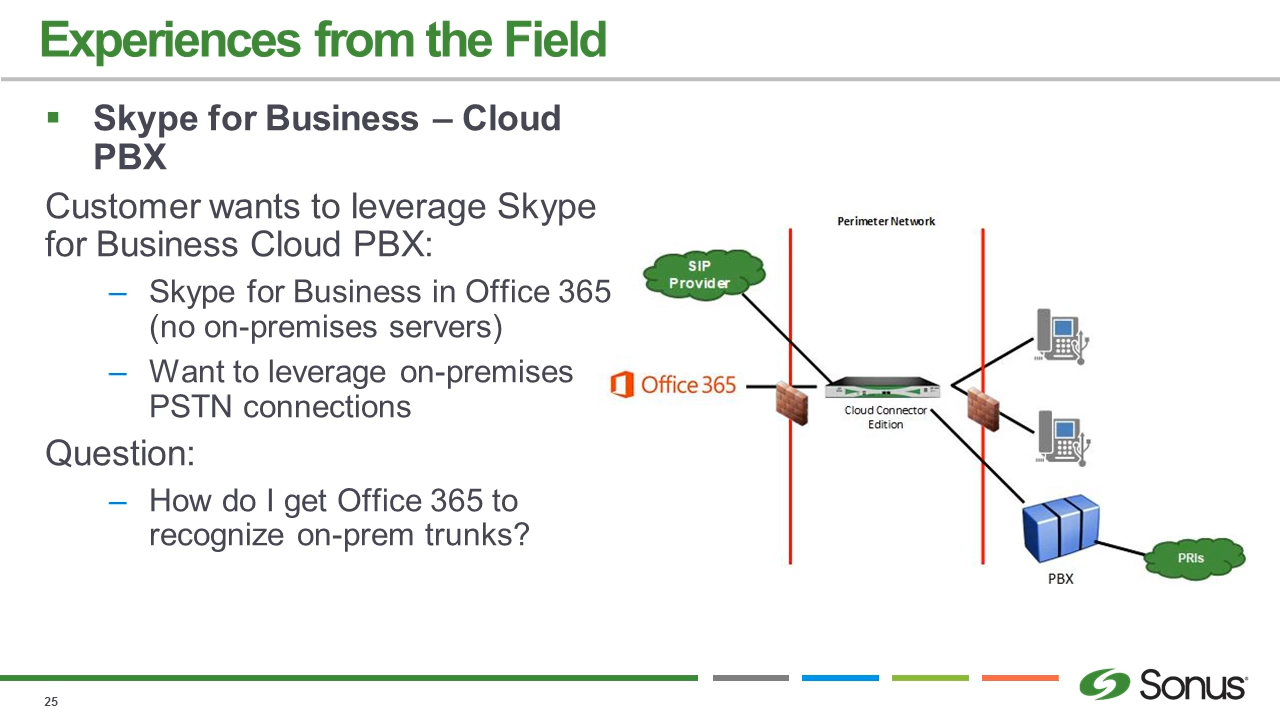 Experiences from the Field
Skype for Business – Cloud
PBX
Customer wants to leverage Skype
for Business Cloud PBX:
– Skype for Business in Office 365
(no on-premises servers)
– Want to leverage on-premises
PSTN connections
Question:
– How do I get Office 365 to
recognize on-prem trunks?
Perimeter Network
SIP
Provider
Office 365
Cloud Connector
Edition
PBX
PRIs
25
Sonus